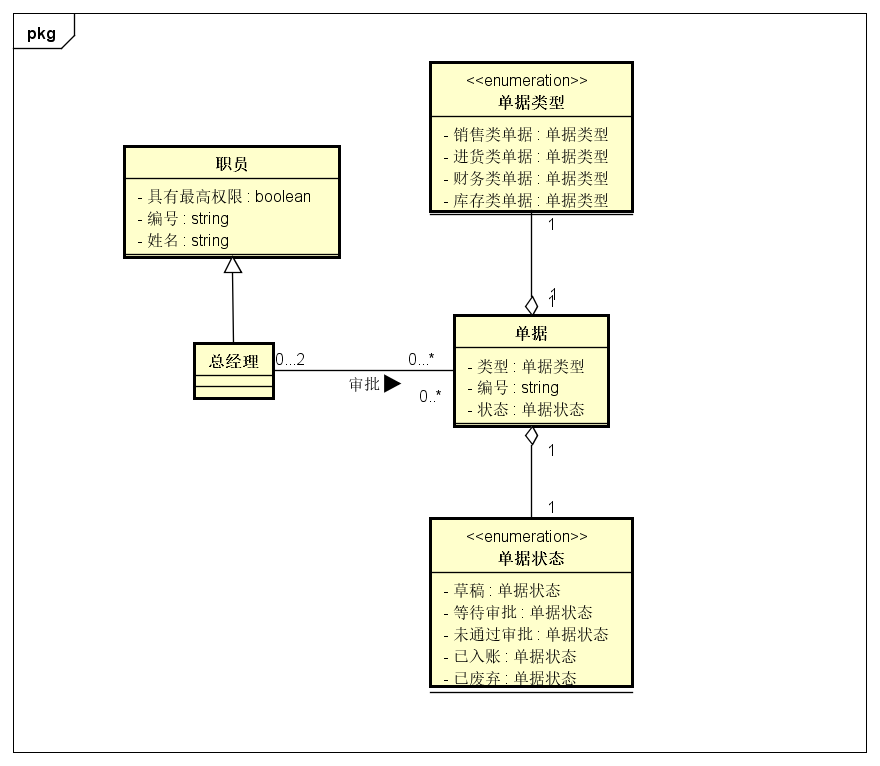 pkg
<<enumeration>>
单据类型
- 销售类单据 : 单据类型
- 进货类单据 : 单据类型
- 财务类单据 : 单据类型
- 库存类单据 : 单据类型
职员
- 具有最高权限 : boolean
- 编号 : string
- 姓名 : string
1
1
1
总经理
0...2
0...*
审批
0..*
单据
- 类型 : 单据类型
- 编号 : string
- 状态 : 单据状态
1
1
<<enumeration>>
单据状态
- 草稿 : 单据状态
- 等待审批 : 单据状态
- 未通过审批 : 单据状态
- 已入账 : 单据状态
- 已废弃 : 单据状态